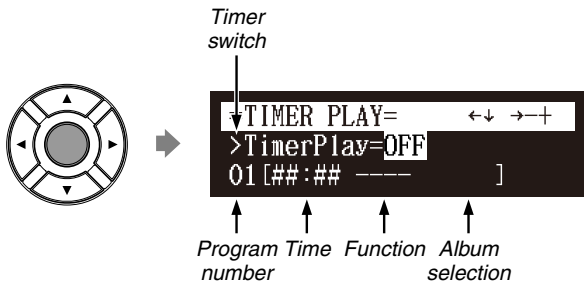 Timer
switch
=TIMER PLAY= ←↓ →−+
>TimerPlay=OFF
01[##:## ---- ]
Program Time Function Album
number selection